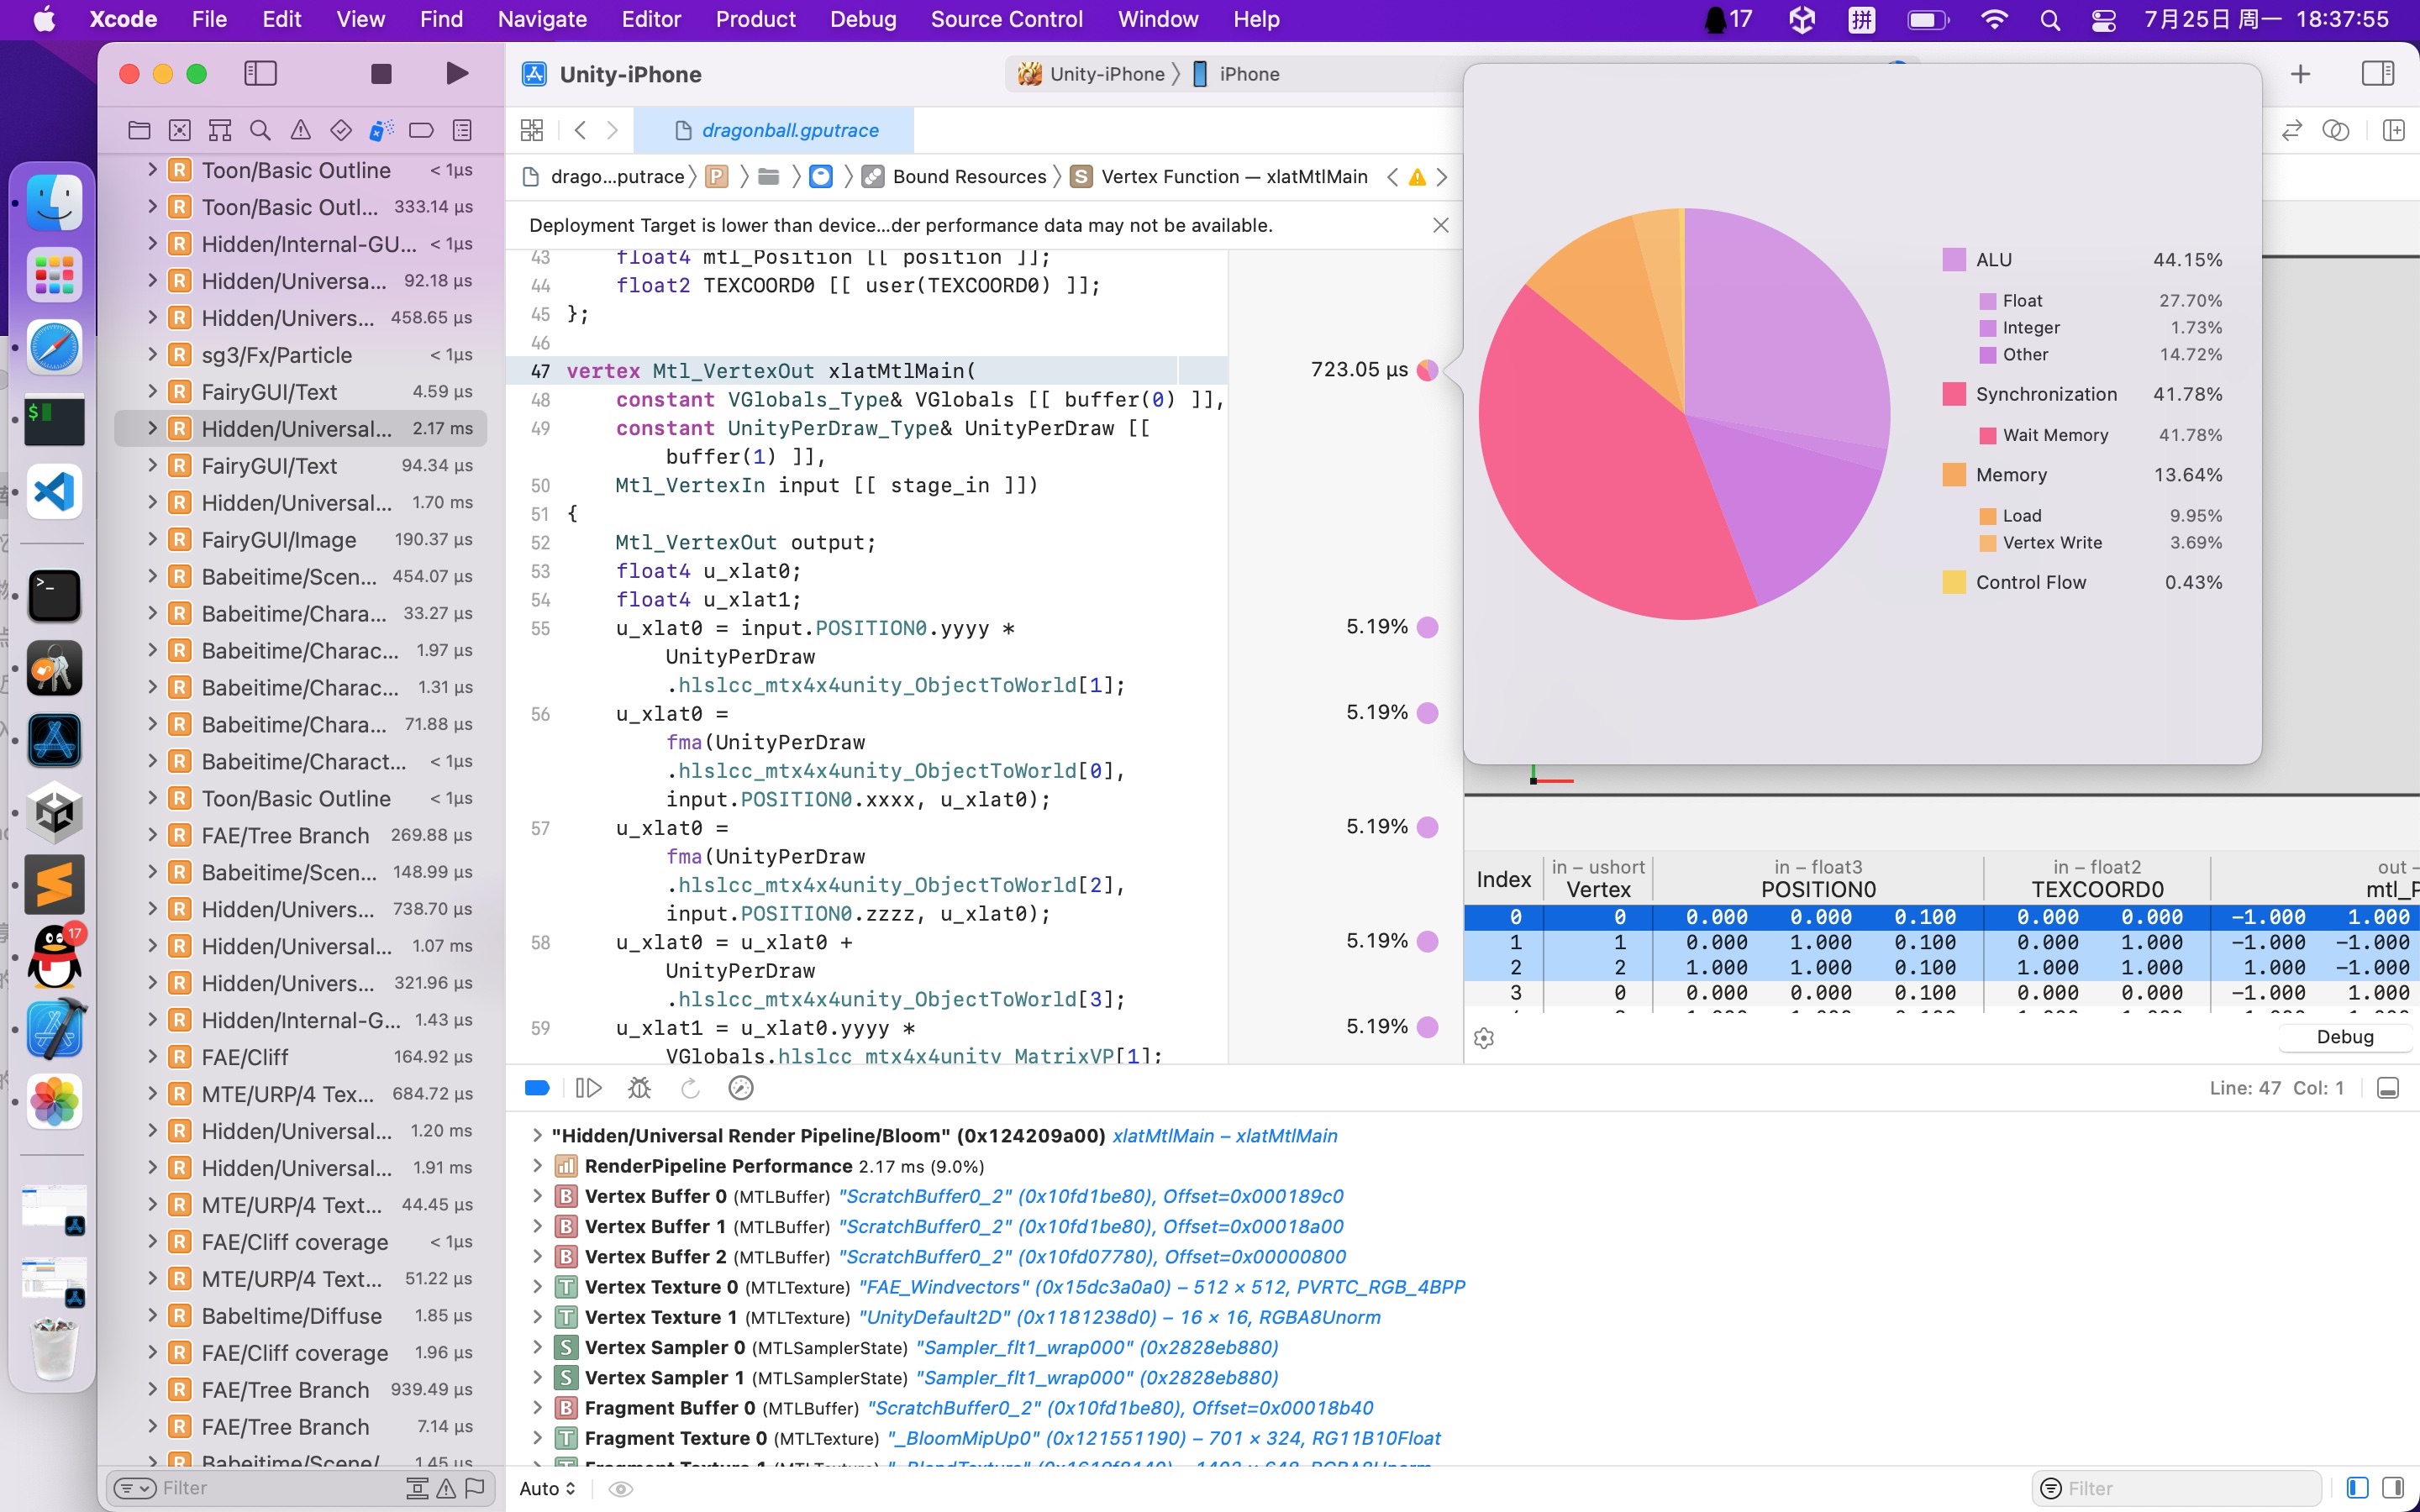 Xcode File Edit View Find Navigate Editor Product Debug Source Control Window Help 17 拼 7月25日 周一 18:37:55
Unity-iPhone Unity-iPhone 〉 iPhone
dragonball.gputrace
drago...putrace 〉 P 〉 〉 〉 Bound Resources 〉 S Vertex Function — xlatMtlMain
Deployment Target is lower than device...der performance data may not be available.
R Toon/Basic Outline < 1µs
R Toon/Basic Outl... 333.14 µs
R Hidden/Internal-GU... < 1µs
R Hidden/Universa... 92.18 µs
R Hidden/Univers... 458.65 µs
R sg3/Fx/Particle < 1µs
R FairyGUI/Text 4.59 µs
R Hidden/Universal... 2.17 ms
R FairyGUI/Text 94.34 µs
R Hidden/Universal... 1.70 ms
R FairyGUI/Image 190.37 µs
R Babeitime/Scen... 454.07 µs
R Babeitime/Chara... 33.27 µs
R Babeitime/Charac... 1.97 µs
R Babeitime/Charac... 1.31 µs
R Babeitime/Chara... 71.88 µs
R Babeitime/Charact... < 1µs
R Toon/Basic Outline < 1µs
R FAE/Tree Branch 269.88 µs
R Babeitime/Scen... 148.99 µs
R Hidden/Univers... 738.70 µs
R Hidden/Universal... 1.07 ms
R Hidden/Univers... 321.96 µs
R Hidden/Internal-G... 1.43 µs
R FAE/Cliff 164.92 µs
R MTE/URP/4 Tex... 684.72 µs
R Hidden/Universal... 1.20 ms
R Hidden/Universal... 1.91 ms
R MTE/URP/4 Text... 44.45 µs
R FAE/Cliff coverage < 1µs
R MTE/URP/4 Text... 51.22 µs
R Babeltime/Diffuse 1.85 µs
R FAE/Cliff coverage 1.96 µs
R FAE/Tree Branch 939.49 µs
R FAE/Tree Branch 7.14 µs
R Babeitime/Scene/ 1.45 µs
Filter
17
43 float4 mtl_Position [[ position ]];
44 float2 TEXCOORD0 [[ user(TEXCOORD0) ]];
45 };
46
47 vertex Mtl_VertexOut xlatMtlMain( 723.05 µs
48 constant VGlobals_Type& VGlobals [[ buffer(0) ]],
49 constant UnityPerDraw_Type& UnityPerDraw [[
buffer(1) ]],
50 Mtl_VertexIn input [[ stage_in ]])
51 {
52 Mtl_VertexOut output;
53 float4 u_xlat0;
54 float4 u_xlat1;
55 u_xlat0 = input.POSITION0.yyyy * 5.19%
UnityPerDraw
.hlslcc_mtx4x4unity_ObjectToWorld[1];
56 u_xlat0 = 5.19%
fma(UnityPerDraw
.hlslcc_mtx4x4unity_ObjectToWorld[0],
input.POSITION0.xxxx, u_xlat0);
57 u_xlat0 = 5.19%
fma(UnityPerDraw
.hlslcc_mtx4x4unity_ObjectToWorld[2],
input.POSITION0.zzzz, u_xlat0);
58 u_xlat0 = u_xlat0 + 5.19%
UnityPerDraw
.hlslcc_mtx4x4unity_ObjectToWorld[3];
59 u_xlat1 = u_xlat0.yyyy * 5.19%
VGlobals.hlslcc_mtx4x4unity_MatrixVP[1];
ALU 44.15%
Float 27.70%
Integer 1.73%
Other 14.72%
Synchronization 41.78%
Wait Memory 41.78%
Memory 13.64%
Load 9.95%
Vertex Write 3.69%
Control Flow 0.43%
in – ushort in – float3 in – float2 out –
Index Vertex POSITION0 TEXCOORD0 mtl_P
0 0 0.000 0.000 0.100 0.000 0.000 −1.000 1.000
1 1 0.000 1.000 0.100 0.000 1.000 −1.000 −1.000
2 2 1.000 1.000 0.100 1.000 1.000 1.000 −1.000
3 0 0.000 0.000 0.100 0.000 0.000 −1.000 1.000
Debug
Line: 47 Col: 1
"Hidden/Universal Render Pipeline/Bloom" (0x124209a00) xlatMtlMain – xlatMtlMain
RenderPipeline Performance 2.17 ms (9.0%)
B Vertex Buffer 0 (MTLBuffer) "ScratchBuffer0_2" (0x10fd1be80), Offset=0x000189c0
B Vertex Buffer 1 (MTLBuffer) "ScratchBuffer0_2" (0x10fd1be80), Offset=0x00018a00
B Vertex Buffer 2 (MTLBuffer) "ScratchBuffer0_2" (0x10fd07780), Offset=0x00000800
T Vertex Texture 0 (MTLTexture) "FAE_Windvectors" (0x15dc3a0a0) – 512 × 512, PVRTC_RGB_4BPP
T Vertex Texture 1 (MTLTexture) "UnityDefault2D" (0x1181238d0) – 16 × 16, RGBA8Unorm
S Vertex Sampler 0 (MTLSamplerState) "Sampler_flt1_wrap000" (0x2828eb880)
S Vertex Sampler 1 (MTLSamplerState) "Sampler_flt1_wrap000" (0x2828eb880)
B Fragment Buffer 0 (MTLBuffer) "ScratchBuffer0_2" (0x10fd1be80), Offset=0x00018b40
T Fragment Texture 0 (MTLTexture) "_BloomMipUp0" (0x121551190) – 701 × 324, RG11B10Float
Auto Filter